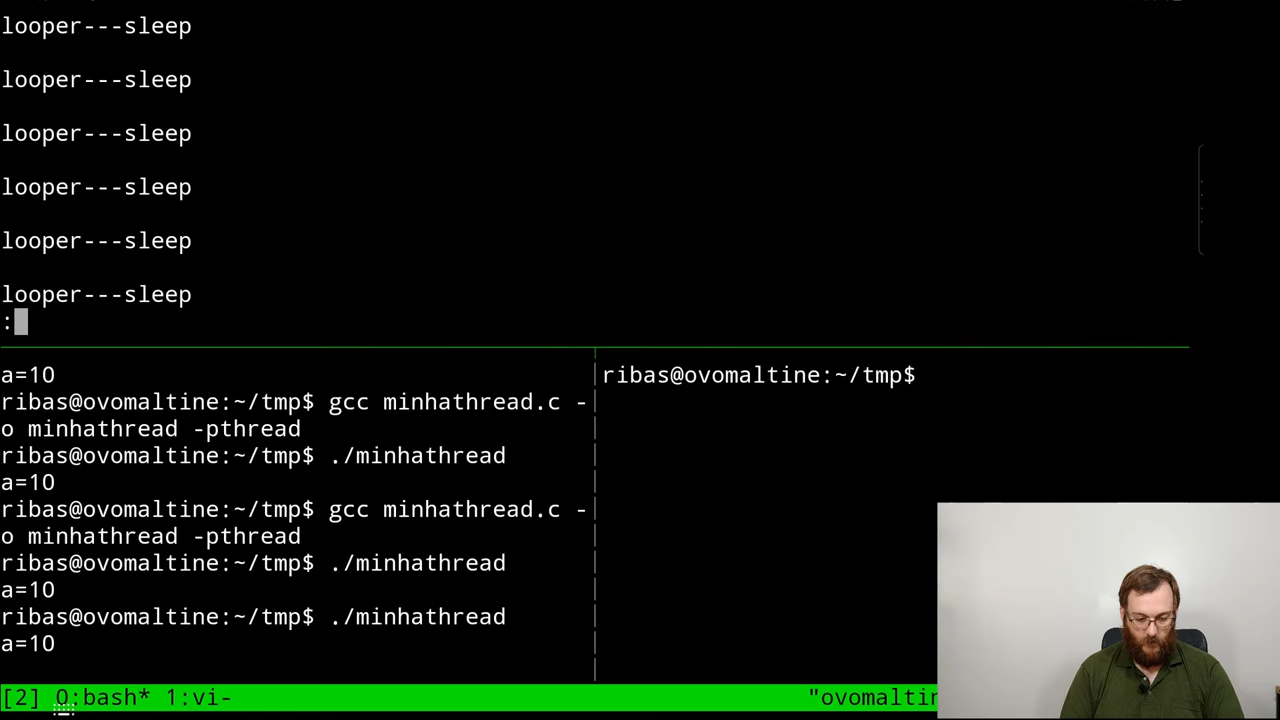 looper---sleep
looper---sleep
looper---sleep
looper---sleep
looper---sleep
looper---sleep
:
a=10
ribas@ovomaltine:~/tmp$ gcc minhathread.c -
o minhathread -pthread
ribas@ovomaltine:~/tmp$ ./minhathread
a=10
ribas@ovomaltine:~/tmp$ gcc minhathread.c -
o minhathread -pthread
ribas@ovomaltine:~/tmp$ ./minhathread
a=10
ribas@ovomaltine:~/tmp$ ./minhathread
a=10
ribas@ovomaltine:~/tmp$
[2] 0:bash* 1:vi- "ovomaltin